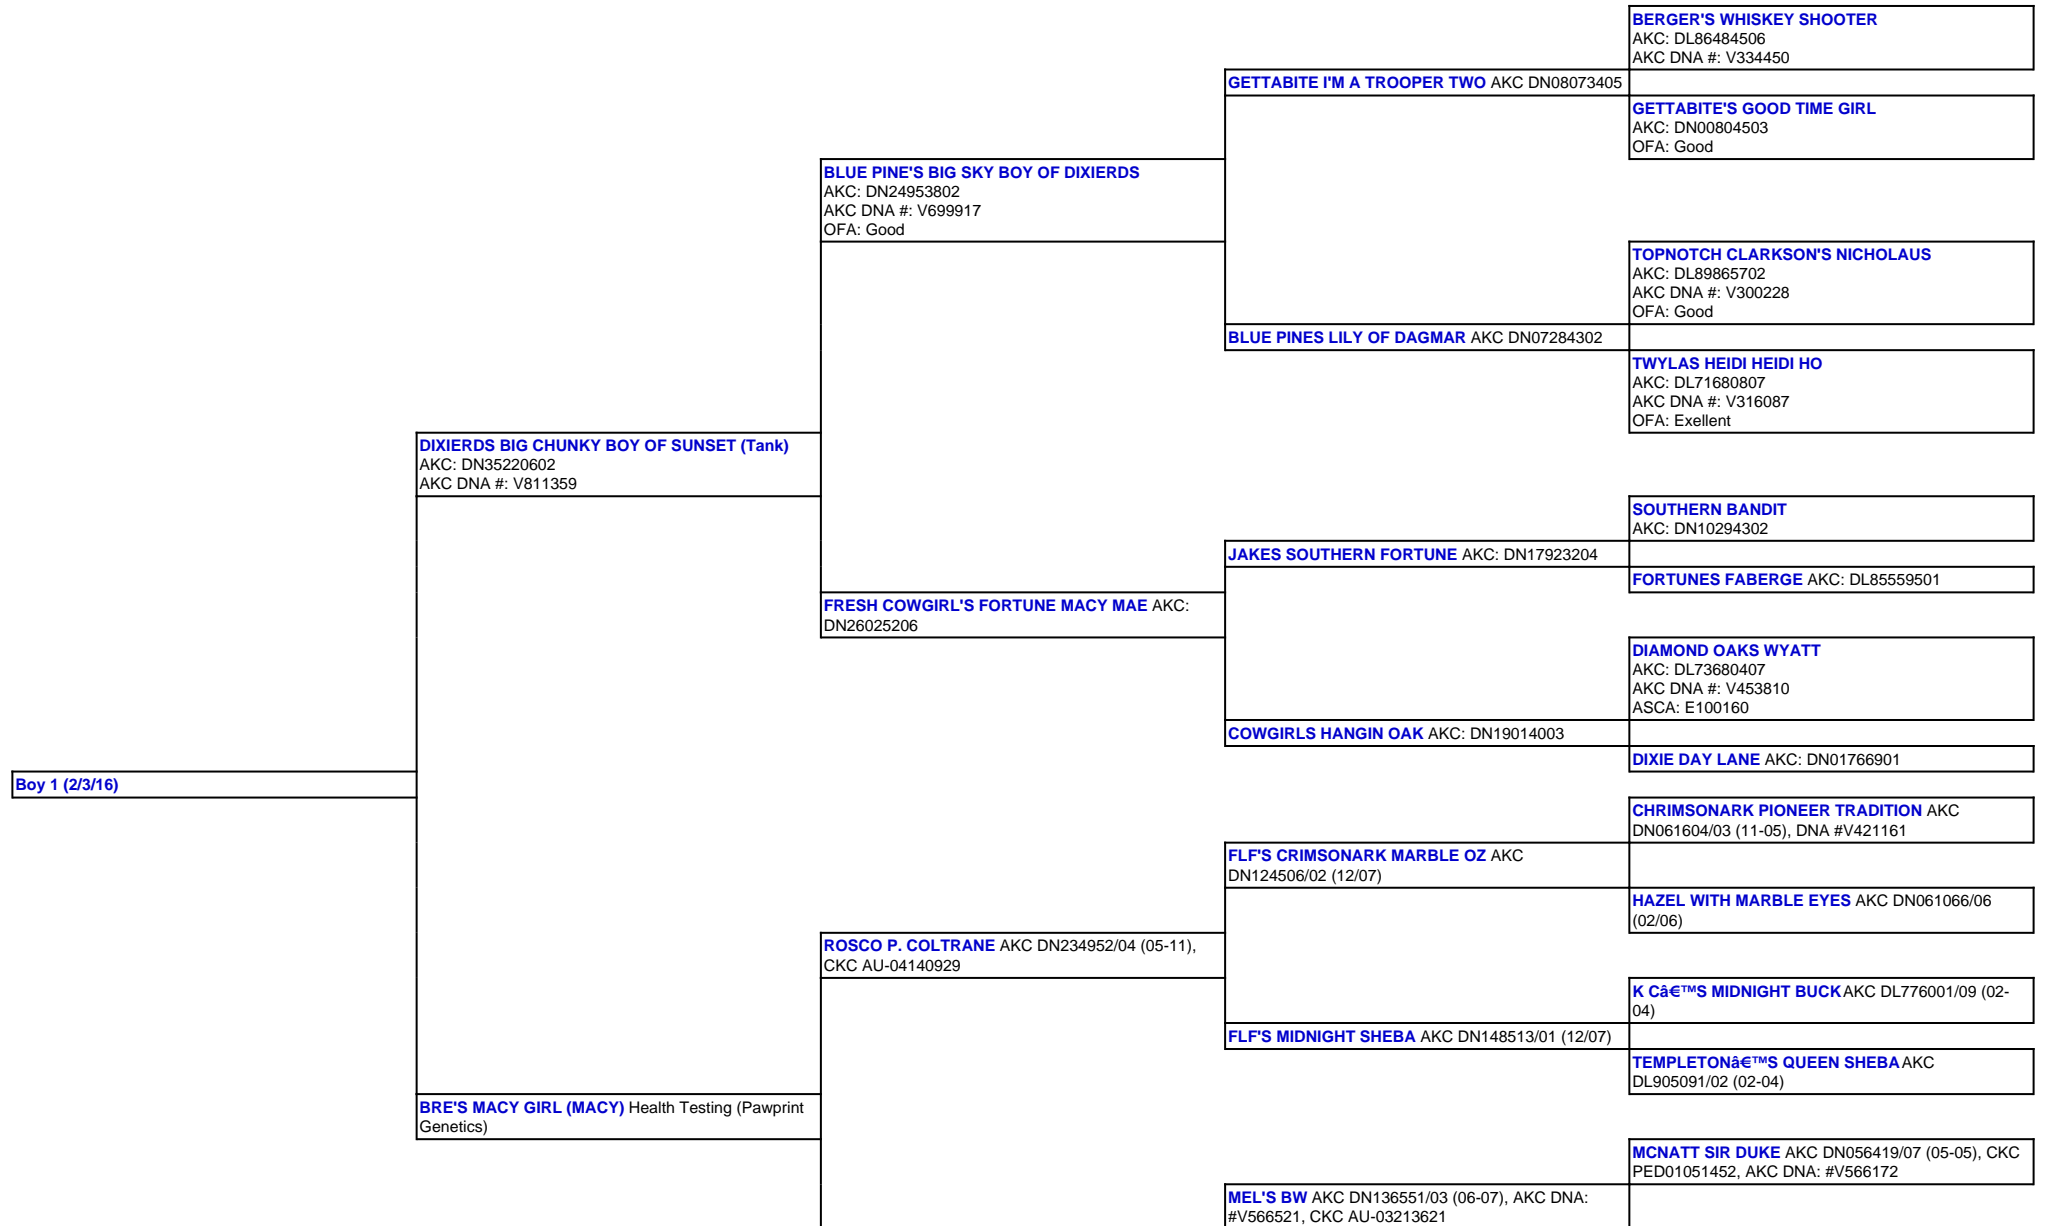 BERGER'S WHISKEY SHOOTER
AKC: DL86484506
AKC DNA #: V334450
GETTABITE I'M A TROOPER TWO AKC DN08073405
GETTABITE'S GOOD TIME GIRL
AKC: DN00804503
OFA: Good
BLUE PINE'S BIG SKY BOY OF DIXIERDS
AKC: DN24953802
AKC DNA #: V699917
OFA: Good
TOPNOTCH CLARKSON'S NICHOLAUS
AKC: DL89865702
AKC DNA #: V300228
OFA: Good
BLUE PINES LILY OF DAGMAR AKC DN07284302
TWYLAS HEIDI HEIDI HO
AKC: DL71680807
AKC DNA #: V316087
OFA: Exellent
DIXIERDS BIG CHUNKY BOY OF SUNSET (Tank)
AKC: DN35220602
AKC DNA #: V811359
SOUTHERN BANDIT
AKC: DN10294302
JAKES SOUTHERN FORTUNE AKC: DN17923204
FORTUNES FABERGE AKC: DL85559501
FRESH COWGIRL'S FORTUNE MACY MAE AKC:
DN26025206
DIAMOND OAKS WYATT
AKC: DL73680407
AKC DNA #: V453810
ASCA: E100160
COWGIRLS HANGIN OAK AKC: DN19014003
DIXIE DAY LANE AKC: DN01766901
Boy 1 (2/3/16)
CHRIMSONARK PIONEER TRADITION AKC
DN061604/03 (11-05), DNA #V421161
FLF'S CRIMSONARK MARBLE OZ AKC
DN124506/02 (12/07)
HAZEL WITH MARBLE EYES AKC DN061066/06
(02/06)
ROSCO P. COLTRANE AKC DN234952/04 (05-11),
CKC AU-04140929
K Câ€™S MIDNIGHT BUCK AKC DL776001/09 (02-
04)
FLF'S MIDNIGHT SHEBA AKC DN148513/01 (12/07)
TEMPLETONâ€™S QUEEN SHEBA AKC
DL905091/02 (02-04)
BRE'S MACY GIRL (MACY) Health Testing (Pawprint
Genetics)
MCNATT SIR DUKE AKC DN056419/07 (05-05), CKC
PED01051452, AKC DNA: #V566172
MEL'S BW AKC DN136551/03 (06-07), AKC DNA:
#V566521, CKC AU-03213621